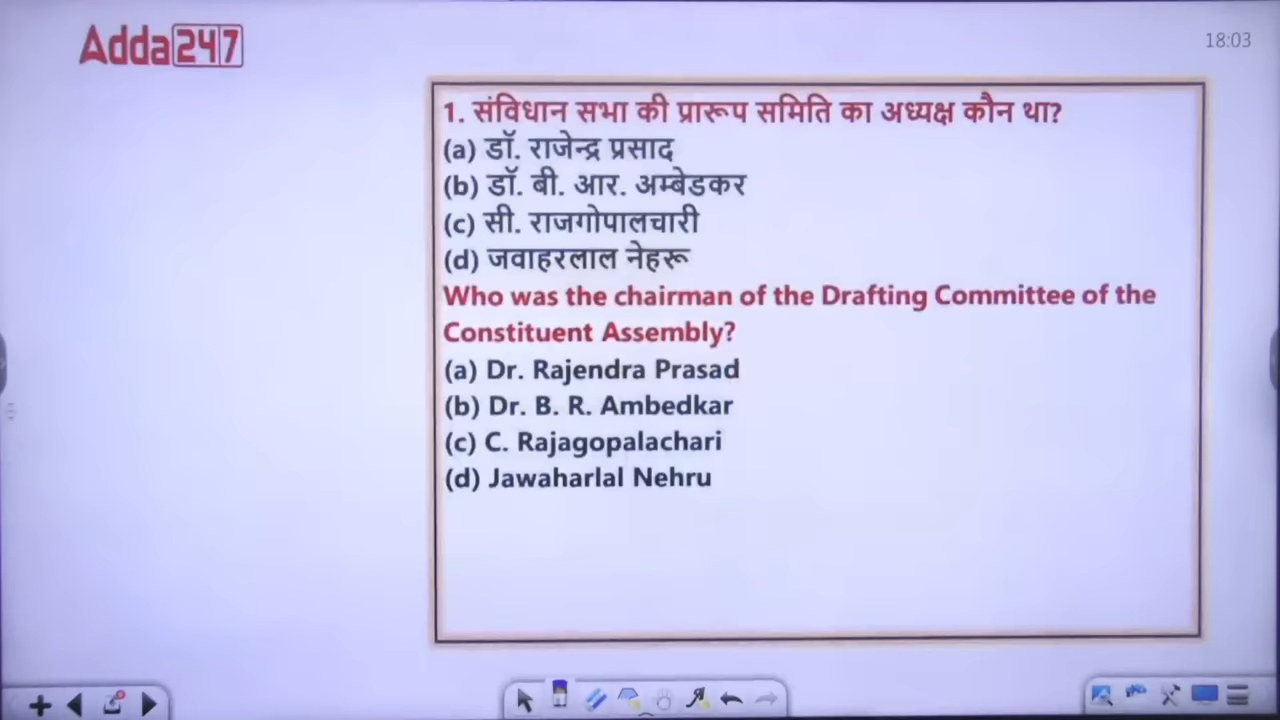 Adda247
18:03
1. संविधान सभा की प्रारूप समिति का अध्यक्ष कौन था?
(a) डॉ. राजेन्द्र प्रसाद
(b) डॉ. बी. आर. अम्बेडकर
(c) सी. राजगोपालचारी
(d) जवाहरलाल नेहरू
Who was the chairman of the Drafting Committee of the
Constituent Assembly?
(a) Dr. Rajendra Prasad
(b) Dr. B. R. Ambedkar
(c) C. Rajagopalachari
(d) Jawaharlal Nehru